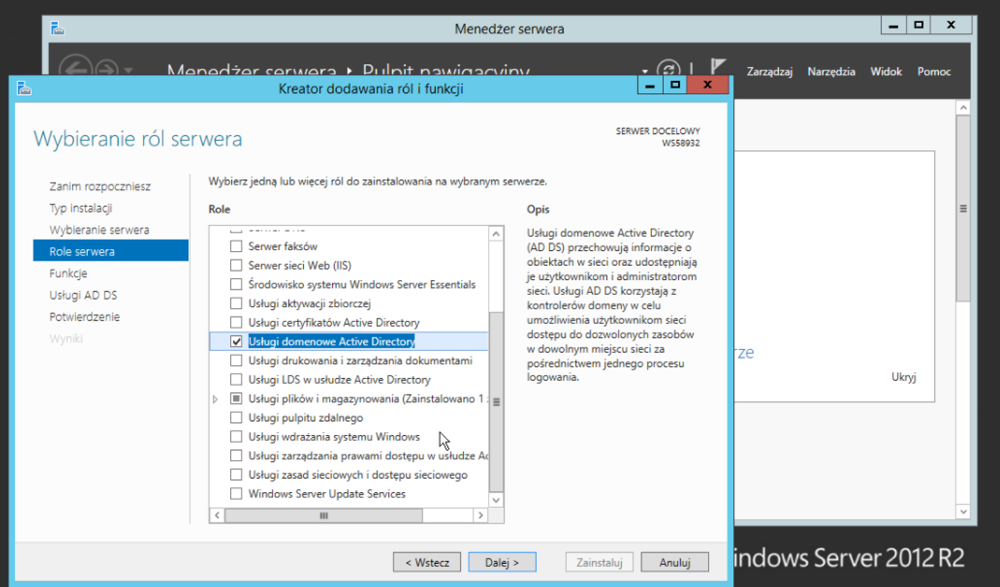 Menedżer serwera
Menedżer serwera Pulpit nawigacyjny
Zarządzaj Narzędzia Widok Pomoc
Kreator dodawania ról i funkcji
Wybieranie ról serwera
SERWER DOCELOWY
WS58932
Zanim rozpoczniesz
Typ instalacji
Wybieranie serwera
Role serwera
Funkcje
Usługi AD DS
Potwierdzenie
Wyniki
Wybierz jedną lub więcej ról do zainstalowania na wybranym serwerze.
Role
Serwer faksów
Serwer sieci Web (IIS)
Środowisko systemu Windows Server Essentials
Usługi aktywacji zbiorczej
Usługi certyfikatów Active Directory
Usługi domenowe Active Directory
Usługi drukowania i zarządzania dokumentami
Usługi LDS w usłudze Active Directory
Usługi plików i magazynowania (Zainstalowano 1
Usługi pulpitu zdalnego
Usługi wdrażania systemu Windows
Usługi zarządzania prawami dostępu w usłudze Ac
Usługi zasad sieciowych i dostępu sieciowego
Windows Server Update Services
Opis
Usługi domenowe Active Directory
(AD DS) przechowują informacje o
obiektach w sieci oraz udostępniają
je użytkownikom i administratorom
sieci. Usługi AD DS korzystają z
kontrolerów domeny w celu
umożliwienia użytkownikom sieci
dostępu do dozwolonych zasobów
w dowolnym miejscu sieci za
pośrednictwem jednego procesu
logowania.
rze
Ukryj
< Wstecz
Dalej >
Zainstaluj
Anuluj
indows Server 2012 R2